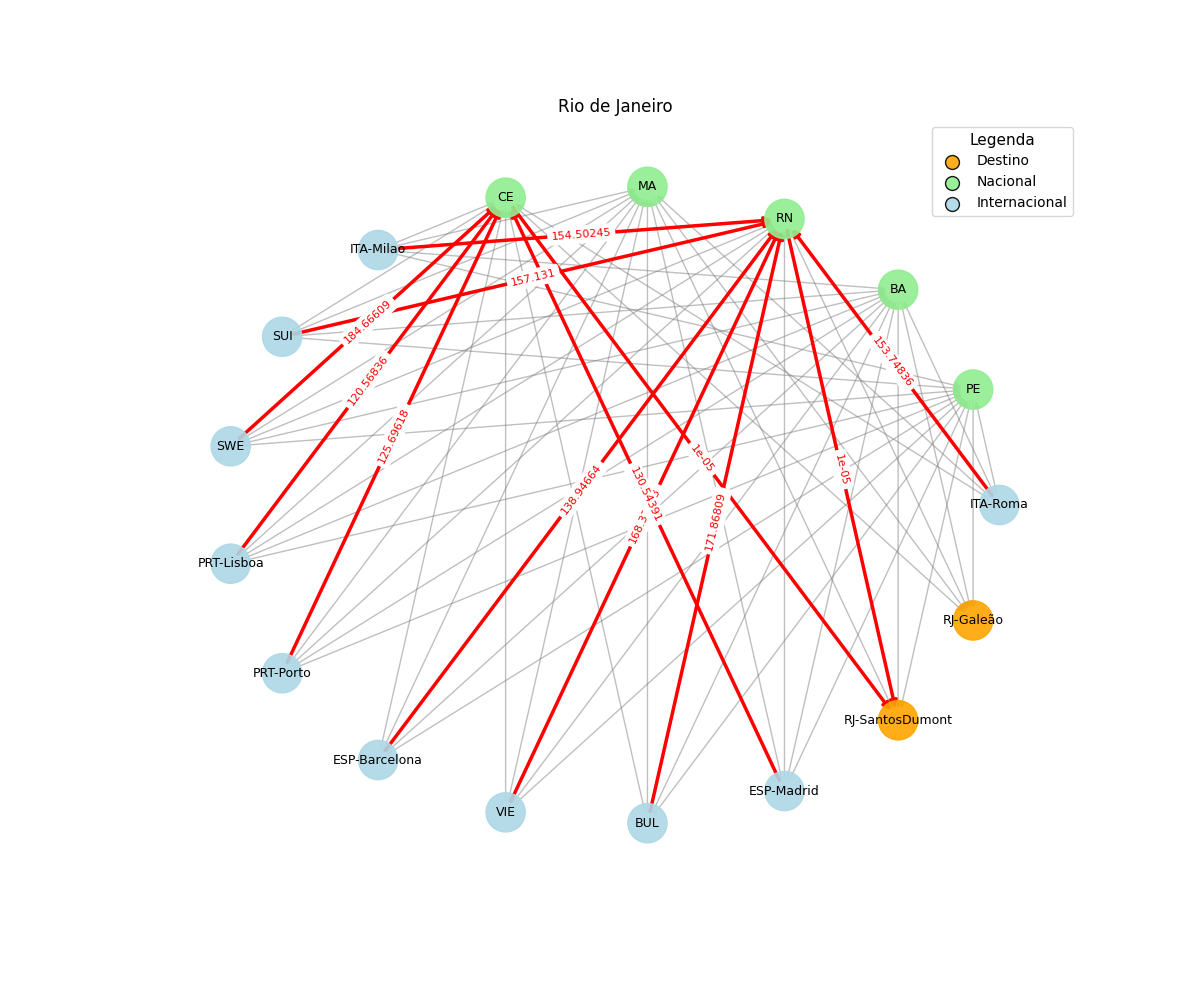 Rio de Janeiro
Legenda
Destino
Nacional
Internacional
CE
MA
RN
ITA-Milao
154.50245
157.131
BA
SUI
184.66609
153.74836
120.56836
PE
125.69618
SWE
1e-05
1e-05
138.94664
130.54391
168.3
171.86809
ITA-Roma
PRT-Lisboa
RJ-Galeão
PRT-Porto
RJ-SantosDumont
ESP-Barcelona
ESP-Madrid
VIE
BUL